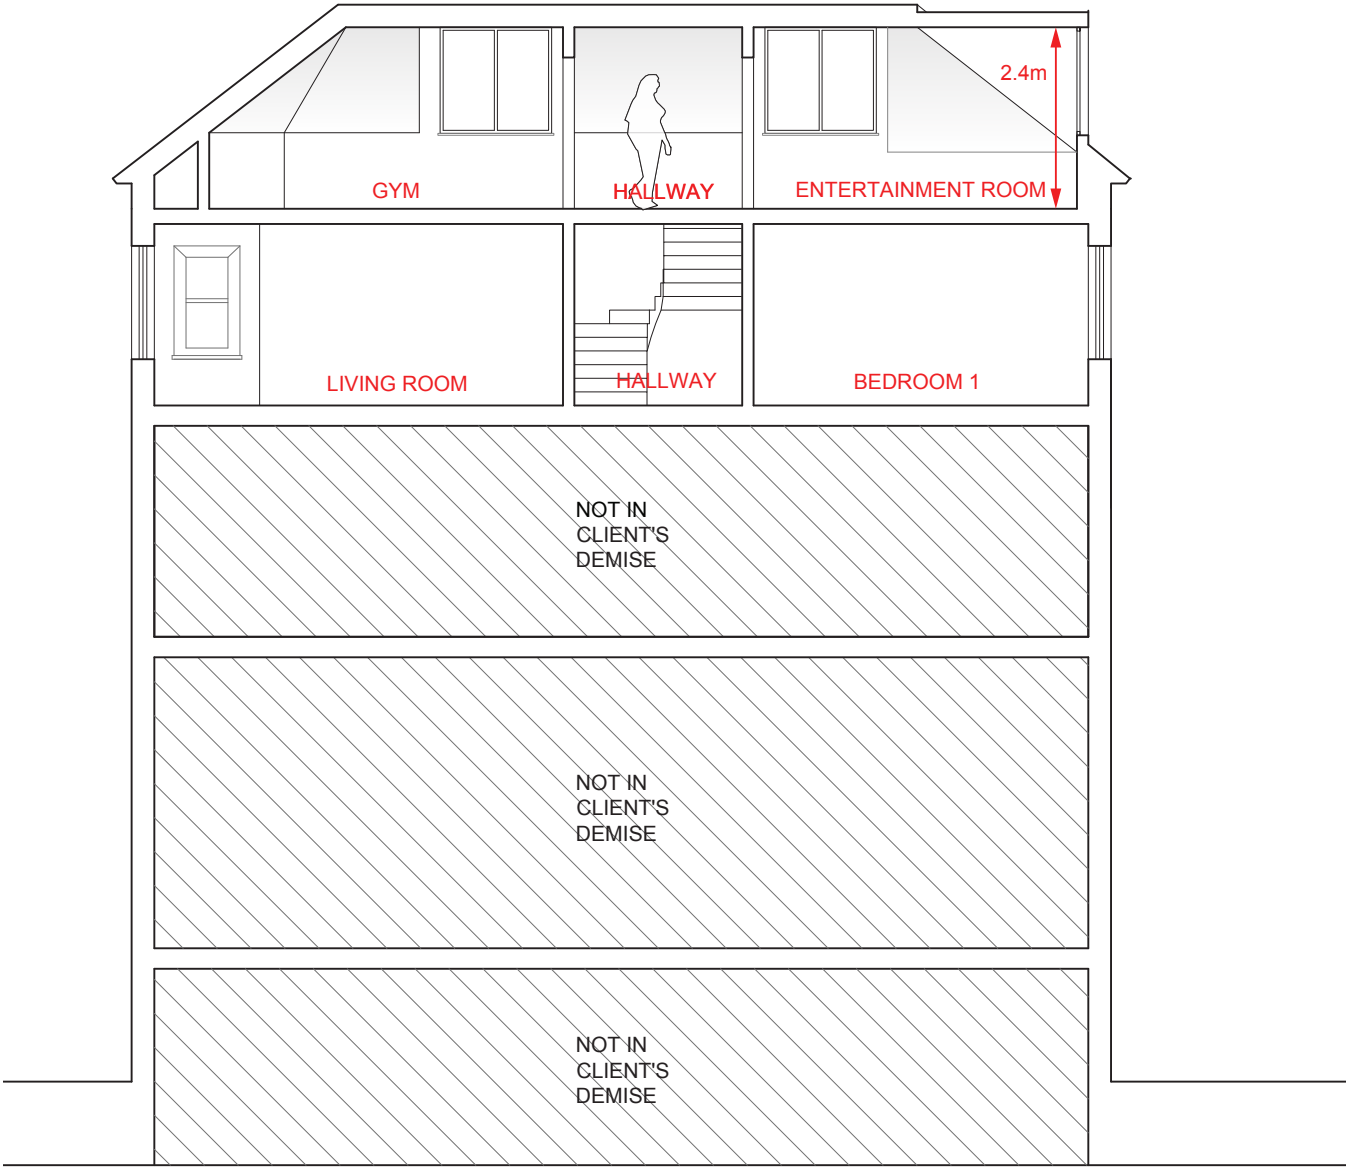 2.4m
GYM
HALLWAY
ENTERTAINMENT ROOM
LIVING ROOM
HALLWAY
BEDROOM 1
NOT IN
CLIENT'S
DEMISE
NOT IN
CLIENT'S
DEMISE
NOT IN
CLIENT'S
DEMISE